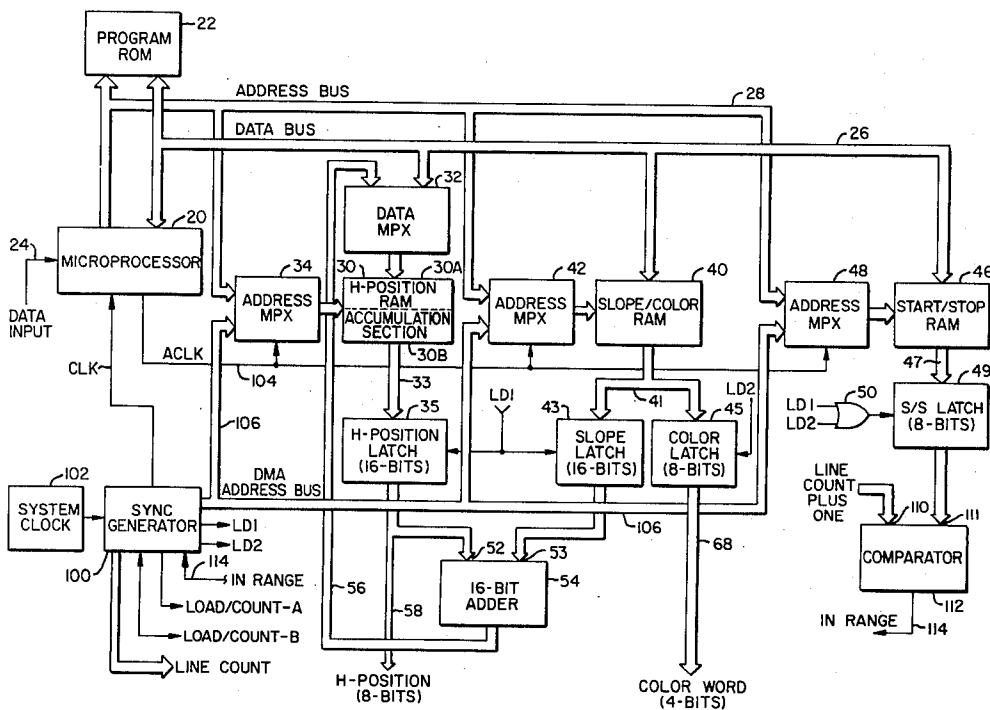 PROGRAM
ROM
22
ADDRESS BUS
28
DATA BUS
26
32
DATA
MPX
20
24
MICROPROCESSOR
DATA
INPUT
34
ADDRESS
MPX
30
30A
H-POSITION
RAM
ACCUMULATION
SECTION
30B
42
ADDRESS
MPX
40
SLOPE/COLOR
RAM
48
ADDRESS
MPX
46
START/STOP
RAM
CLK
ACLK
104
33
41
47
49
50
LD1
LD2
S/S LATCH
(8-BITS)
106
35
H-POSITION
LATCH
(16-BITS)
LD1
43
SLOPE
LATCH
(16-BITS)
LD2
45
COLOR
LATCH
(8-BITS)
102
SYSTEM
CLOCK
DMA
ADDRESS BUS
106
SYNC
GENERATOR
100
LD1
LD2
LINE
COUNT
PLUS
ONE
110
111
COMPARATOR
112
114
IN RANGE
LOAD/COUNT-A
LOAD/COUNT-B
LINE COUNT
56
58
52
53
54
16-BIT
ADDER
68
IN RANGE
114
H-POSITION
(8-BITS)
COLOR WORD
(4-BITS)